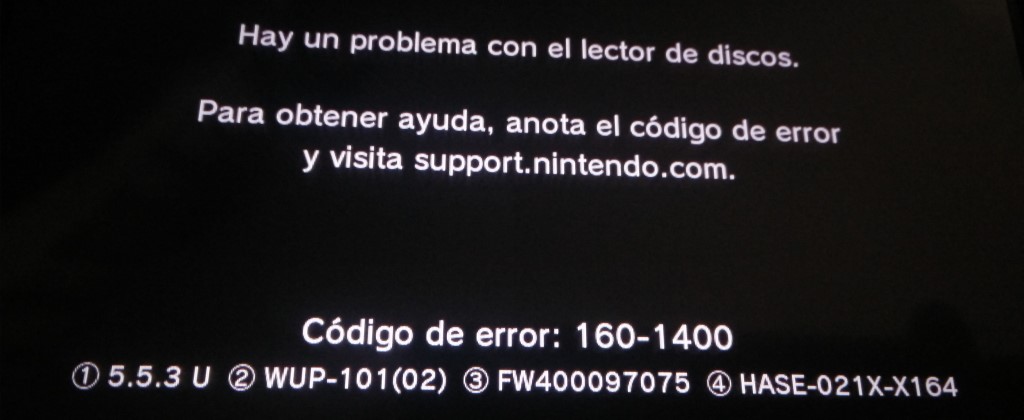 Hay un problema con el lector de discos.
Para obtener ayuda, anota el código de error
y visita support.nintendo.com.
Código de error: 160-1400
① 5.5.3 U ② WUP-101(02) ③ FW400097075 ④ HASE-021X-X164